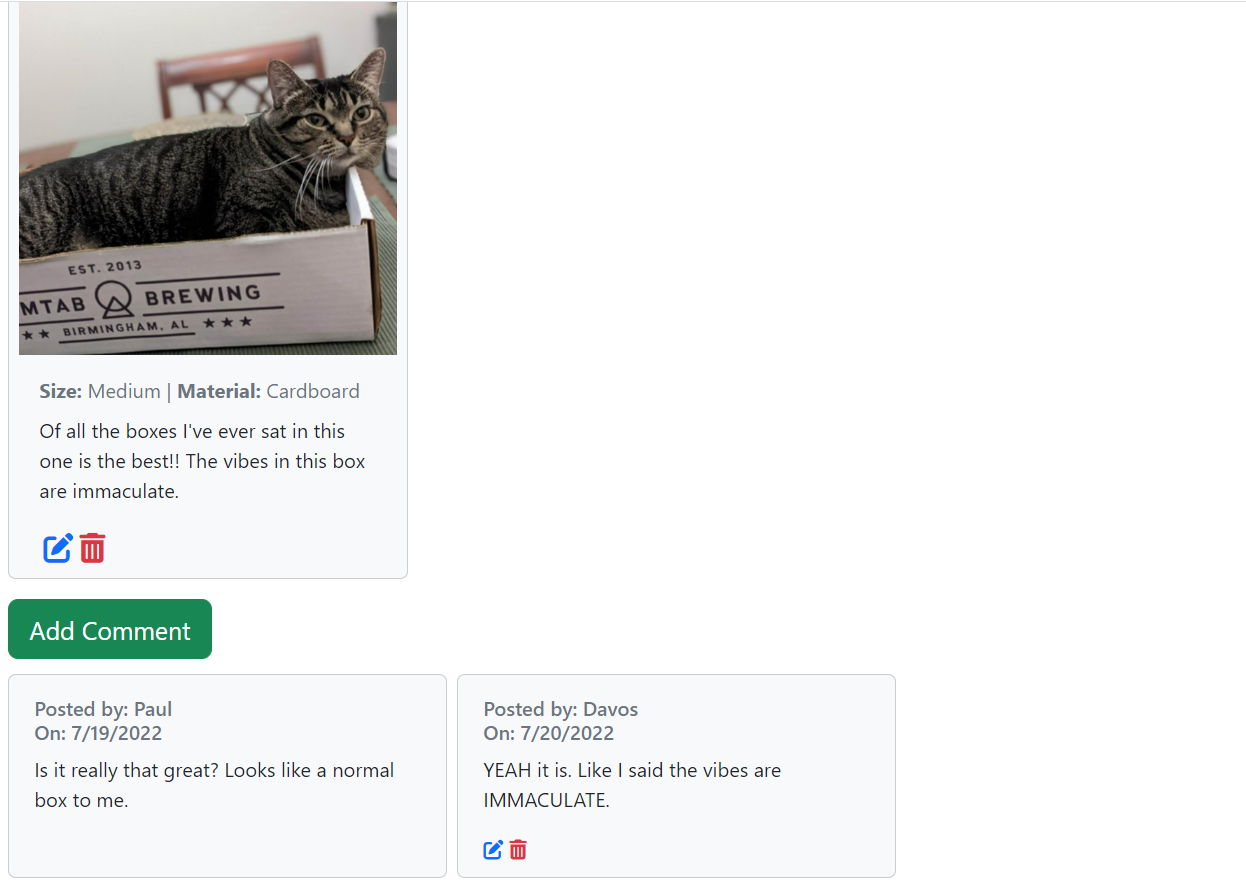 EST. 2013
MTAB BREWING
BIRMINGHAM, AL
Size: Medium | Material: Cardboard
Of all the boxes I've ever sat in this
one is the best!! The vibes in this box
are immaculate.
Add Comment
Posted by: Paul
On: 7/19/2022
Is it really that great? Looks like a normal
box to me.
Posted by: Davos
On: 7/20/2022
YEAH it is. Like I said the vibes are
IMMACULATE.